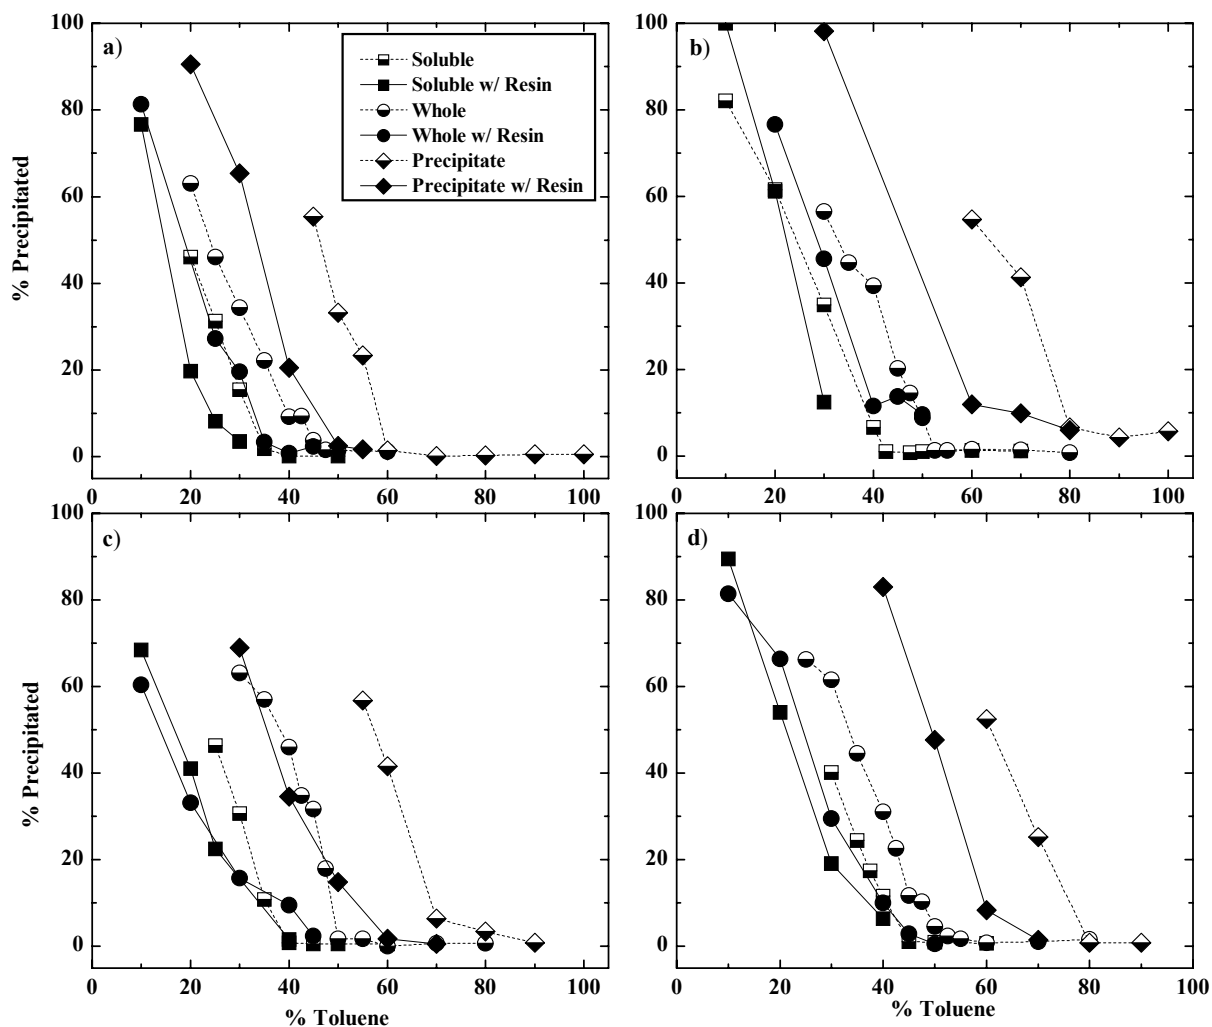 100
80
60
40
20
0
% Precipitated
a)
Soluble
Soluble w/ Resin
Whole
Whole w/ Resin
Precipitate
Precipitate w/ Resin
0 20 40 60 80 100
100
80
60
40
20
0
b)
0 20 40 60 80 100
100
80
60
40
20
0
% Precipitated
c)
0 20 40 60 80 100
% Toluene
100
80
60
40
20
0
d)
0 20 40 60 80 100
% Toluene